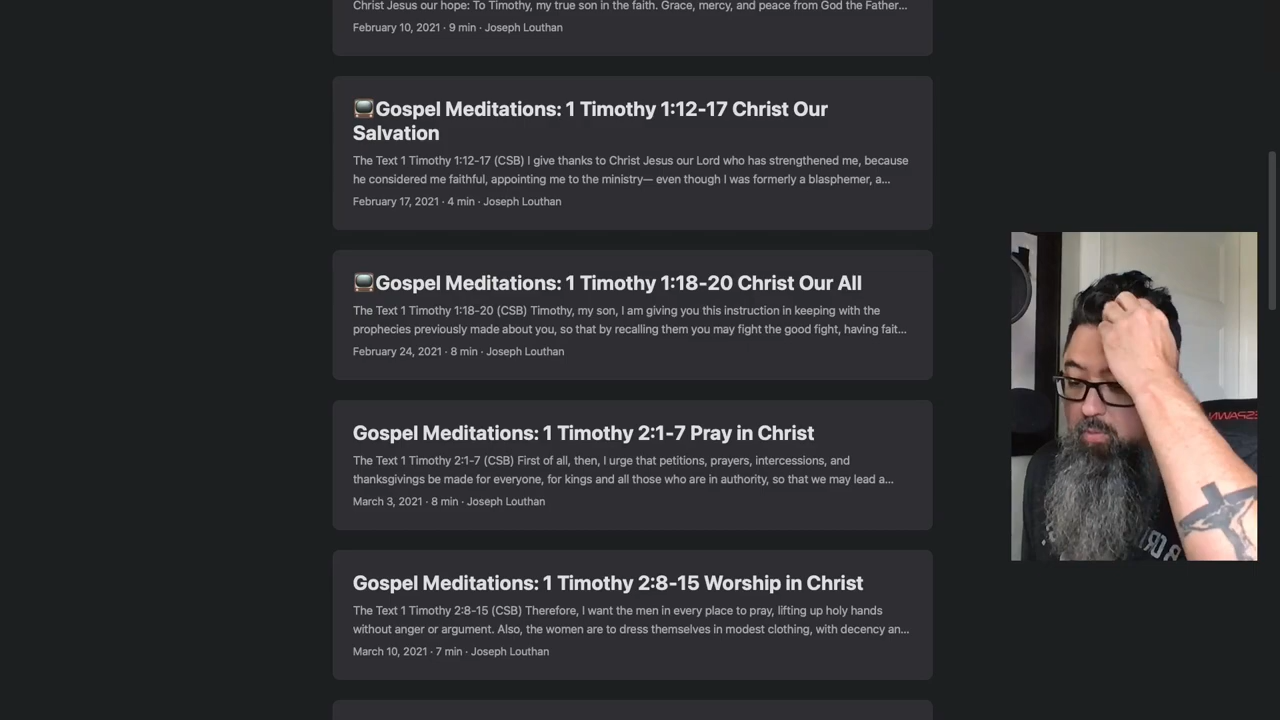 Christ Jesus our hope: To Timothy, my true son in the faith. Grace, mercy, and peace from God the Father...
February 10, 2021 · 9 min · Joseph Louthan
📺Gospel Meditations: 1 Timothy 1:12-17 Christ Our
Salvation
The Text 1 Timothy 1:12-17 (CSB) I give thanks to Christ Jesus our Lord who has strengthened me, because
he considered me faithful, appointing me to the ministry— even though I was formerly a blasphemer, a...
February 17, 2021 · 4 min · Joseph Louthan
📺Gospel Meditations: 1 Timothy 1:18-20 Christ Our All
The Text 1 Timothy 1:18-20 (CSB) Timothy, my son, I am giving you this instruction in keeping with the
prophecies previously made about you, so that by recalling them you may fight the good fight, having fait...
February 24, 2021 · 8 min · Joseph Louthan
Gospel Meditations: 1 Timothy 2:1-7 Pray in Christ
The Text 1 Timothy 2:1-7 (CSB) First of all, then, I urge that petitions, prayers, intercessions, and
thanksgivings be made for everyone, for kings and all those who are in authority, so that we may lead a...
March 3, 2021 · 8 min · Joseph Louthan
Gospel Meditations: 1 Timothy 2:8-15 Worship in Christ
The Text 1 Timothy 2:8-15 (CSB) Therefore, I want the men in every place to pray, lifting up holy hands
without anger or argument. Also, the women are to dress themselves in modest clothing, with decency an...
March 10, 2021 · 7 min · Joseph Louthan